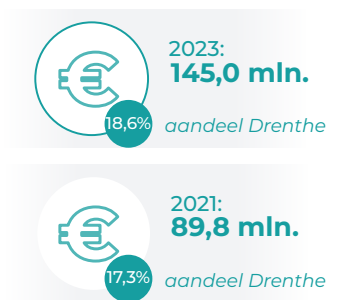 2023:
145,0 mln.
18,6% aandeel Drenthe
2021:
89,8 mln.
17,3% aandeel Drenthe